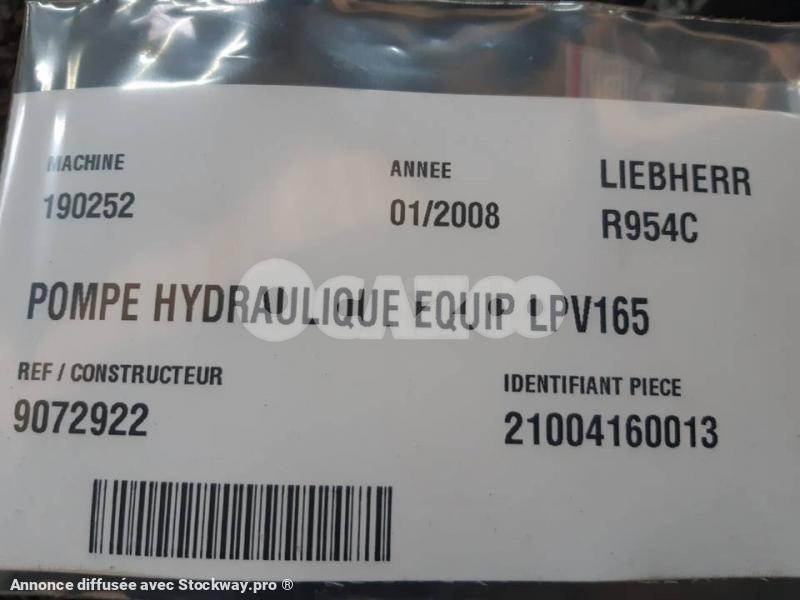 MACHINE
190252
ANNEE
01/2008
LIEBHERR
R954C
POMPE HYDRAULIQUE EQUIP LPV165
OCAZOO
REF / CONSTRUCTEUR
9072922
IDENTIFIANT PIECE
21004160013
Annonce diffusée avec Stockway.pro ®